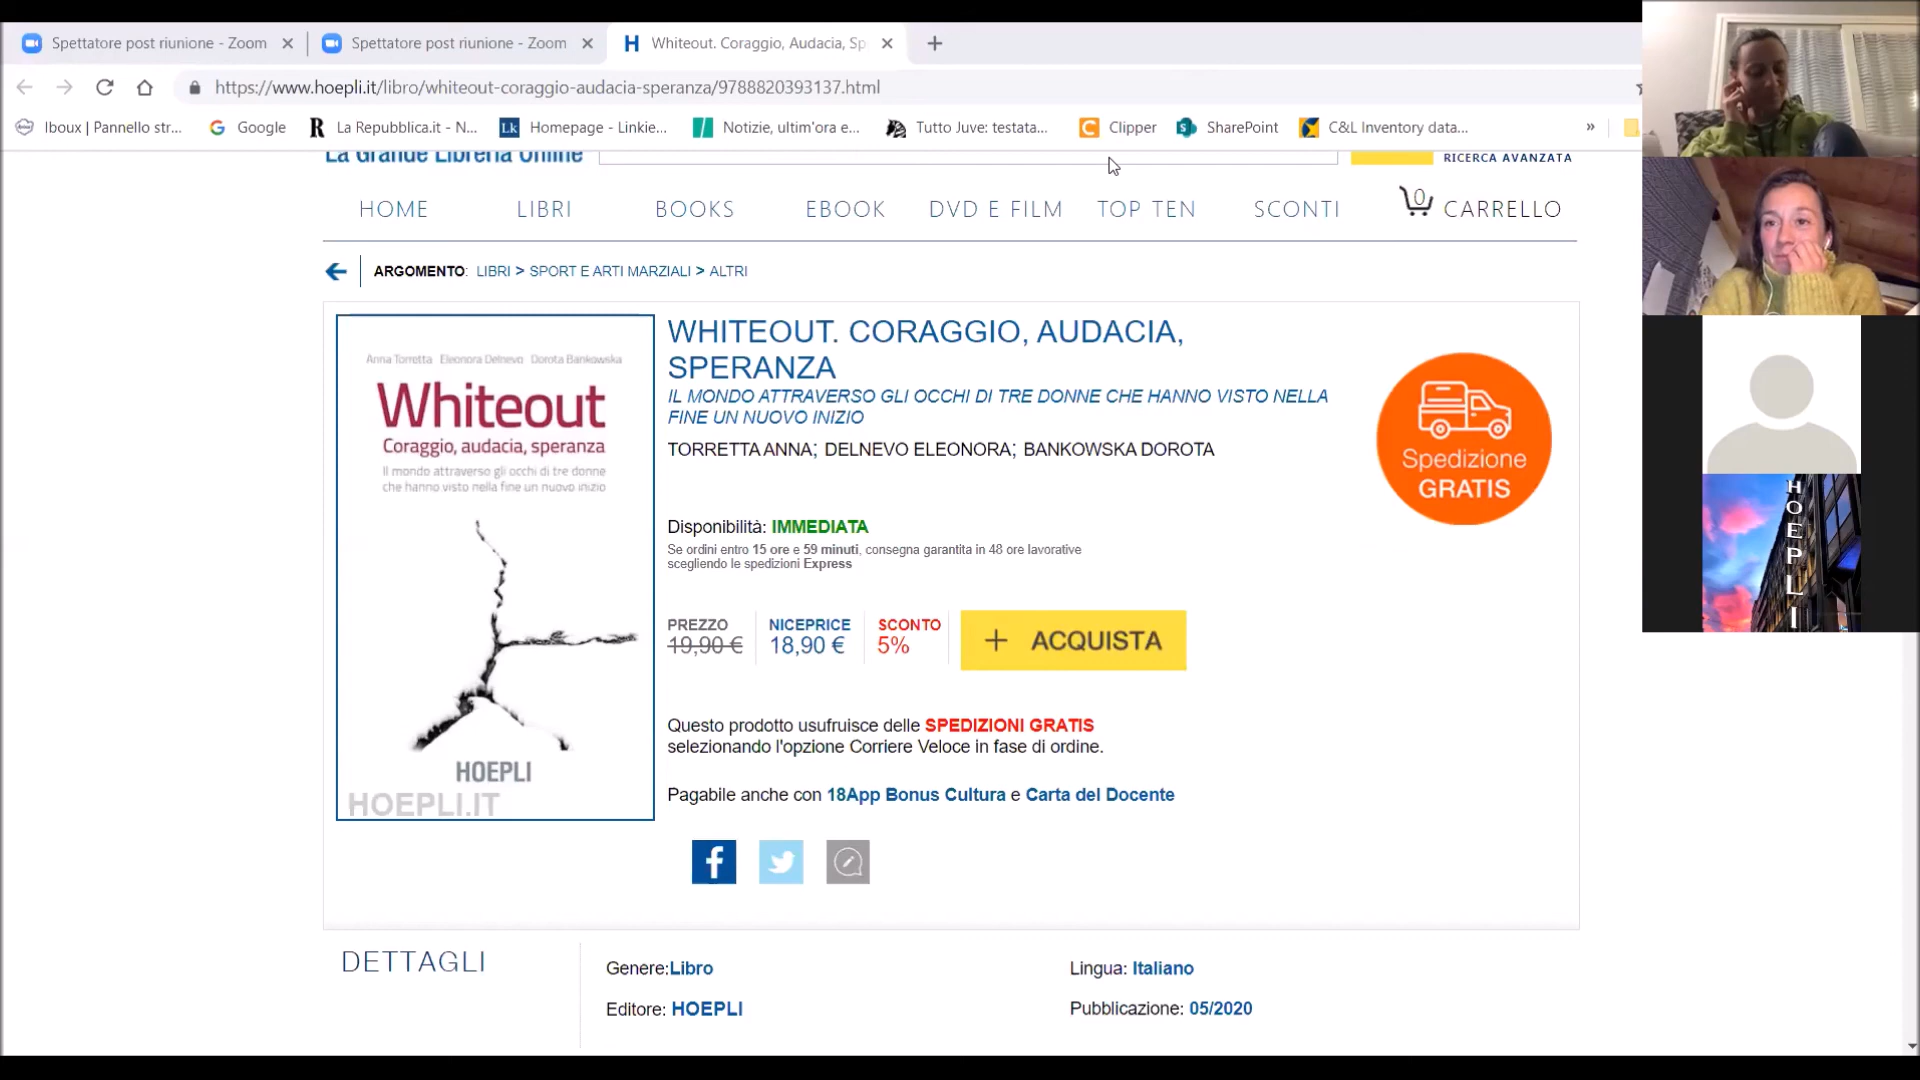 Spettatore post riunione - Zoom
Spettatore post riunione - Zoom
Whiteout. Coraggio, Audacia, Sp
https://www.hoepli.it/libro/whiteout-coraggio-audacia-speranza/9788820393137.html
Iboux | Pannello str...
Google
La Repubblica.it - N...
Lk Homepage - Linkie...
Notizie, ultim'ora e...
Tutto Juve: testata...
Clipper
SharePoint
C&L Inventory data...
»
La Grande Libreria Online
RICERCA AVANZATA
HOME
LIBRI
BOOKS
EBOOK
DVD E FILM
TOP TEN
SCONTI
0 CARRELLO
ARGOMENTO: LIBRI > SPORT E ARTI MARZIALI > ALTRI
Anna Torretta Eleonora Delnevo Dorota Bankowska
Whiteout
Coraggio, audacia, speranza
Il mondo attraverso gli occhi di tre donne
che hanno visto nella fine un nuovo inizio
HOEPLI
HOEPLI.IT
WHITEOUT. CORAGGIO, AUDACIA,
SPERANZA
IL MONDO ATTRAVERSO GLI OCCHI DI TRE DONNE CHE HANNO VISTO NELLA
FINE UN NUOVO INIZIO
TORRETTA ANNA; DELNEVO ELEONORA; BANKOWSKA DOROTA
Spedizione
GRATIS
Disponibilità: IMMEDIATA
Se ordini entro 15 ore e 59 minuti, consegna garantita in 48 ore lavorative
scegliendo le spedizioni Express
PREZZO
19,90 €
NICEPRICE
18,90 €
SCONTO
5%
+ ACQUISTA
Questo prodotto usufruisce delle SPEDIZIONI GRATIS
selezionando l'opzione Corriere Veloce in fase di ordine.
Pagabile anche con 18App Bonus Cultura e Carta del Docente
DETTAGLI
Genere:Libro
Lingua: Italiano
Editore: HOEPLI
Pubblicazione: 05/2020
HOEPLI